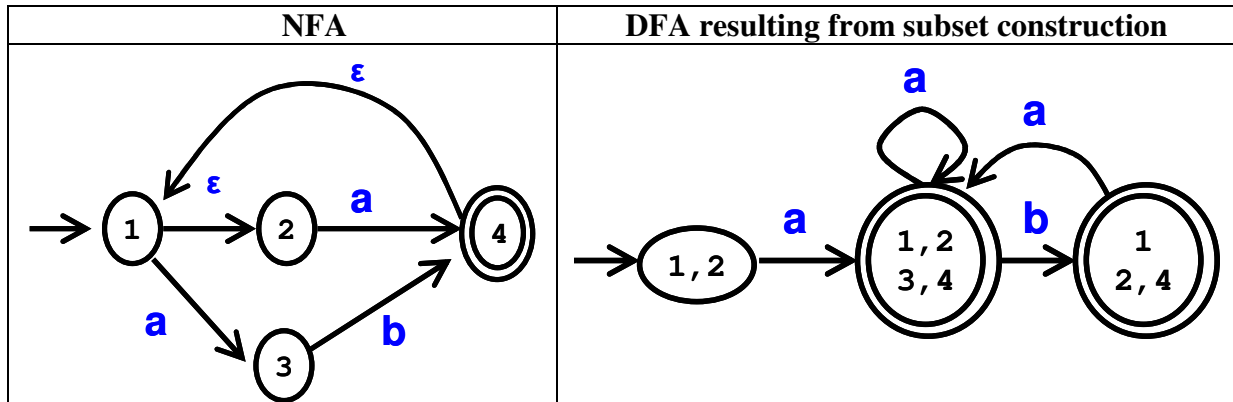 NFA
DFA resulting from subset construction
ε
ε
a
1
2
4
a
b
3
a
a
a
b
1,2
1,2
3,4
1
2,4